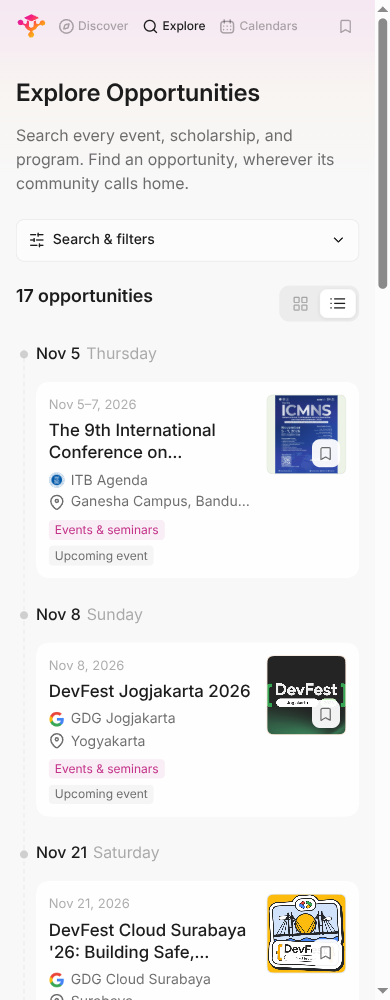 Discover
Explore
Calendars
Explore Opportunities
Search every event, scholarship, and
program. Find an opportunity, wherever its
community calls home.
Search & filters
17 opportunities
Nov 5 Thursday
Nov 5–7, 2026
The 9th International
Conference on...
ICMNS
ITB Agenda
Ganesha Campus, Bandu...
Events & seminars
Upcoming event
Nov 8 Sunday
Nov 8, 2026
DevFest Jogjakarta 2026
DevFest
GDG Jogjakarta
Yogyakarta
Events & seminars
Upcoming event
Nov 21 Saturday
Nov 21, 2026
DevFest Cloud Surabaya
'26: Building Safe,...
GDG Cloud Surabaya
Surabaya